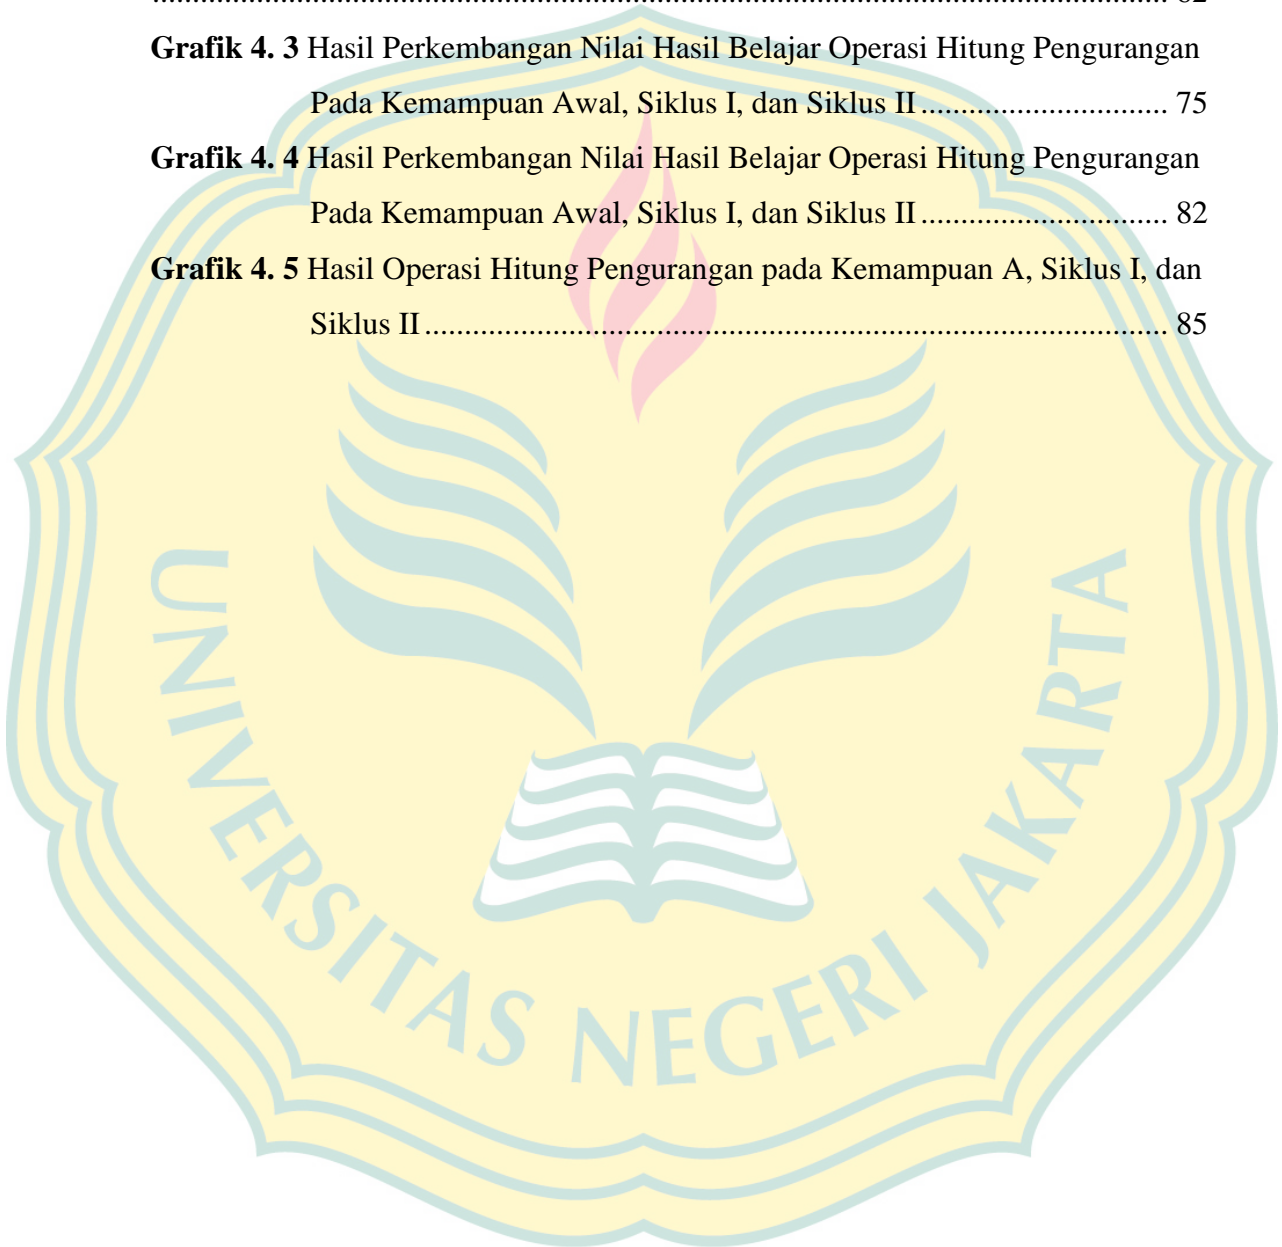 Grafik 4. 3 Hasil Perkembangan Nilai Hasil Belajar Operasi Hitung Pengurangan
Pada Kemampuan Awal, Siklus I, dan Siklus II ............................... 75
Grafik 4. 4 Hasil Perkembangan Nilai Hasil Belajar Operasi Hitung Pengurangan
Pada Kemampuan Awal, Siklus I, dan Siklus II ............................... 82
Grafik 4. 5 Hasil Operasi Hitung Pengurangan pada Kemampuan A, Siklus I, dan
Siklus II ............................................................................................. 85
UNIVERSITAS NEGERI JAKARTA